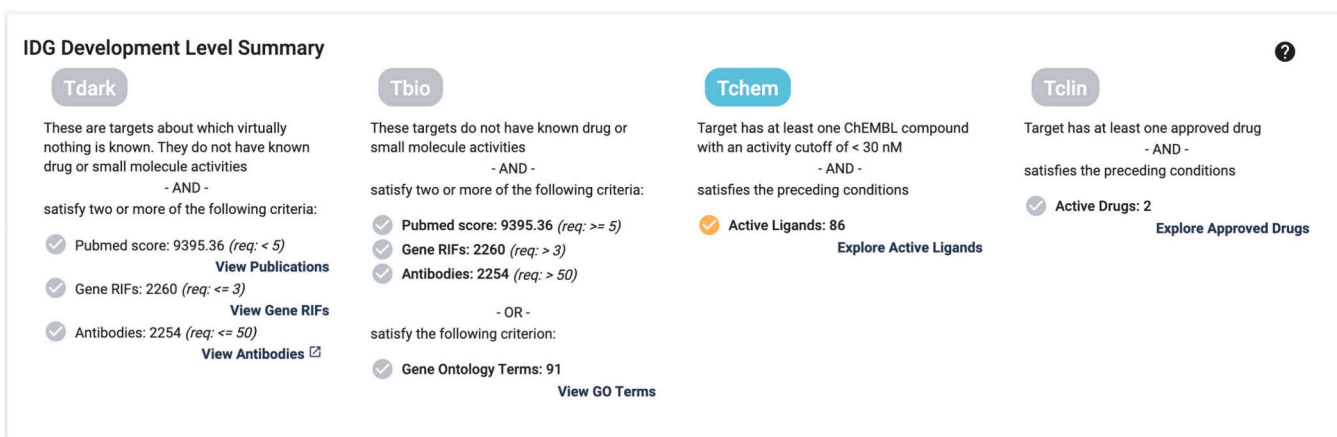 IDG Development Level Summary
?
Tdark
These are targets about which virtually
nothing is known. They do not have known
drug or small molecule activities
- AND -
satisfy two or more of the following criteria:
Pubmed score: 9395.36 (req: < 5)
View Publications
Gene RIFs: 2260 (req: <= 3)
View Gene RIFs
Antibodies: 2254 (req: <= 50)
View Antibodies
Tbio
These targets do not have known drug or
small molecule activities
- AND -
satisfy two or more of the following criteria:
Pubmed score: 9395.36 (req: >= 5)
Gene RIFs: 2260 (req: > 3)
Antibodies: 2254 (req: > 50)
- OR -
satisfy the following criterion:
Gene Ontology Terms: 91
View GO Terms
Tchem
Target has at least one ChEMBL compound
with an activity cutoff of < 30 nM
- AND -
satisfies the preceding conditions
Active Ligands: 86
Explore Active Ligands
Tclin
Target has at least one approved drug
- AND -
satisfies the preceding conditions
Active Drugs: 2
Explore Approved Drugs